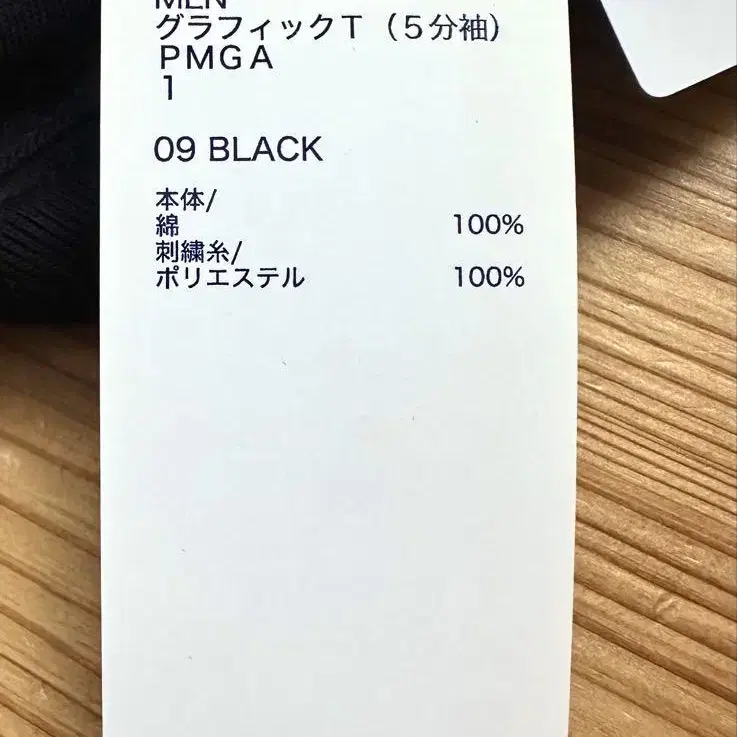 MEN
グラフィックT（5分袖）
PMGA
1
09 BLACK
本体/
綿 100%
刺繍糸/
ポリエステル 100%